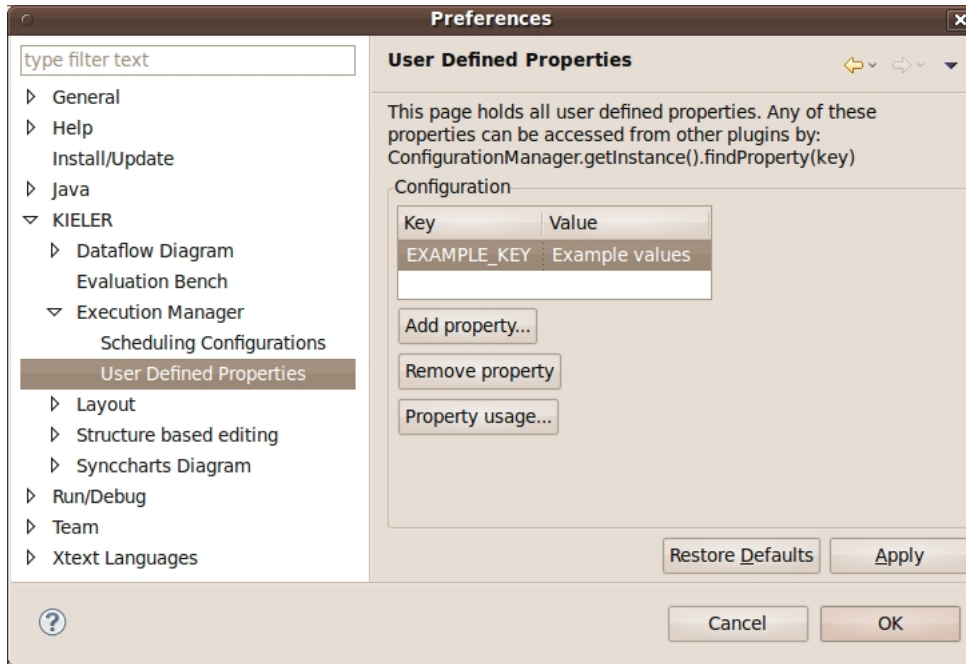 Preferences
type filter text
General
Help
Install/Update
Java
KIELER
Dataflow Diagram
Evaluation Bench
Execution Manager
Scheduling Configurations
User Defined Properties
Layout
Structure based editing
Synccharts Diagram
Run/Debug
Team
Xtext Languages
User Defined Properties
This page holds all user defined properties. Any of these
properties can be accessed from other plugins by:
ConfigurationManager.getInstance().findProperty(key)
Configuration
Key Value
EXAMPLE_KEY Example values
Add property...
Remove property
Property usage...
Restore Defaults Apply
Cancel OK